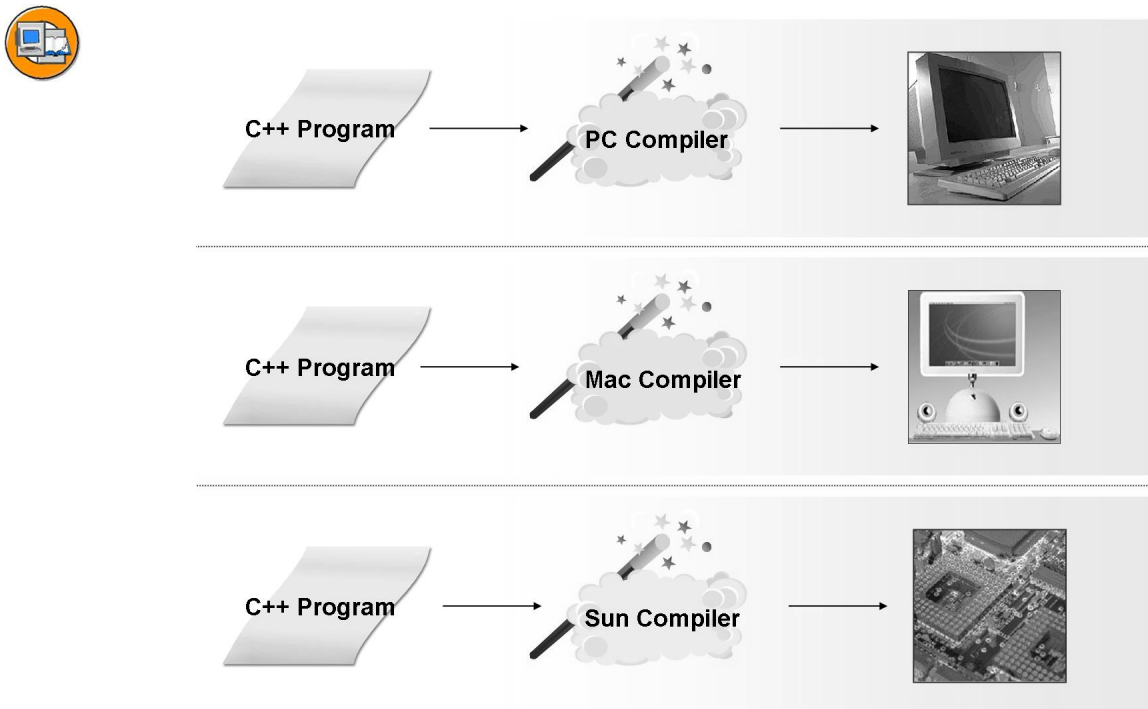 C++ Program
PC Compiler
C++ Program
Mac Compiler
C++ Program
Sun Compiler